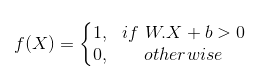 f(X) = { 1, if W.X + b > 0
0, otherwise